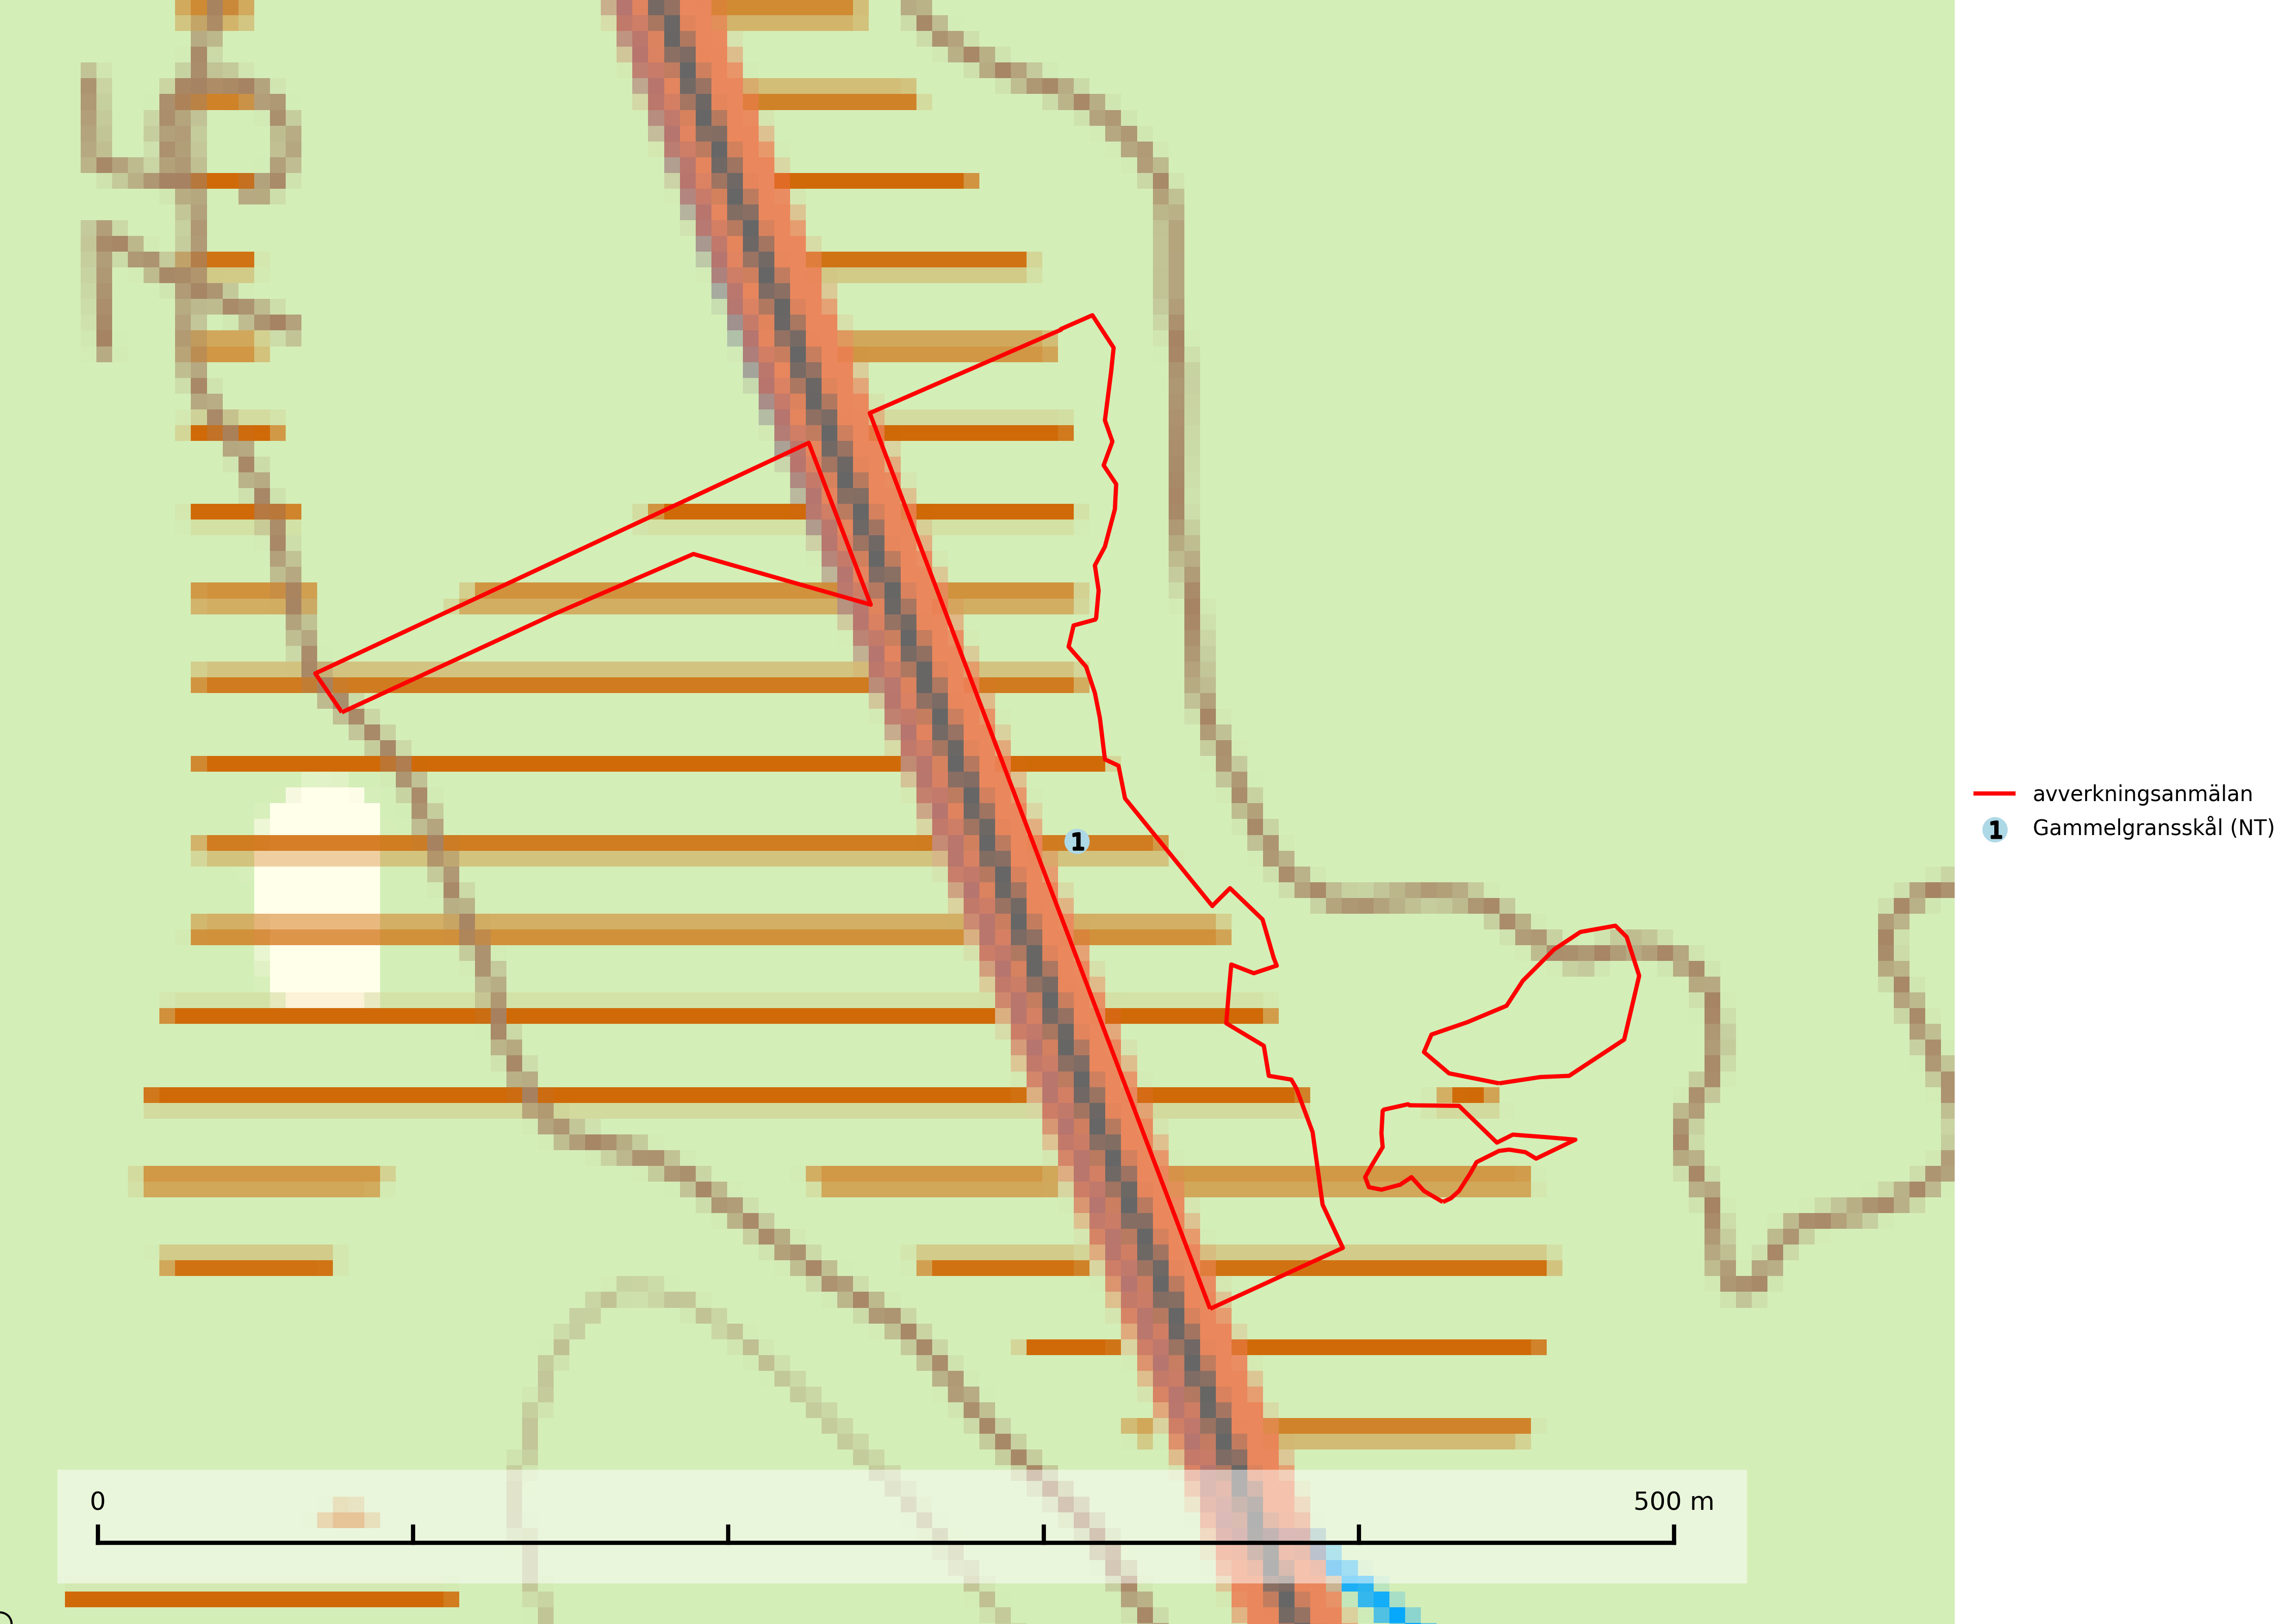 avverkningsanmälan
1 Gammelgransskål (NT)
1
0 500 m